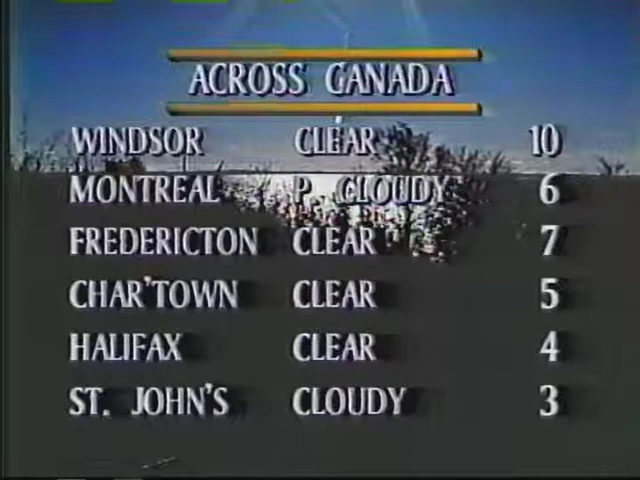 ACROSS CANADA
WINDSOR CLEAR 10
MONTREAL P. CLOUDY 6
FREDERICTON CLEAR 7
CHAR'TOWN CLEAR 5
HALIFAX CLEAR 4
ST. JOHN'S CLOUDY 3